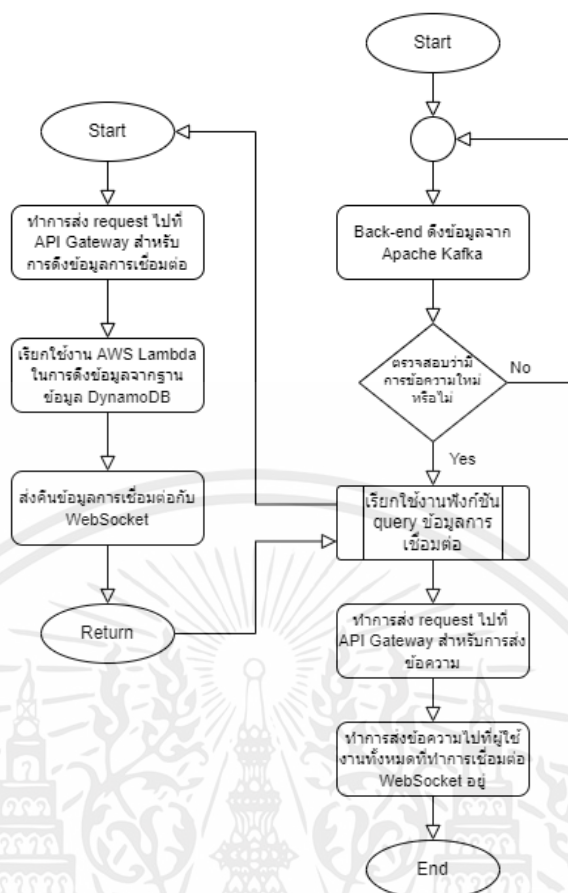 Start
ทำการส่ง request ไปที่
API Gateway สำหรับ
การดึงข้อมูลการเชื่อมต่อ
เรียกใช้งาน AWS Lambda
ในการดึงข้อมูลจากฐาน
ข้อมูล DynamoDB
ส่งคืนข้อมูลการเชื่อมต่อกับ
WebSocket
Return
Start
Back-end ดึงข้อมูลจาก
Apache Kafka
ตรวจสอบว่ามี
การข้อความใหม่
หรือไม่
No
Yes
เรียกใช้งานฟังก์ชัน
query ข้อมูลการ
เชื่อมต่อ
ทำการส่ง request ไปที่
API Gateway สำหรับการส่ง
ข้อความ
ทำการส่งข้อความไปที่ผู้ใช้
งานทั้งหมดที่ทำการเชื่อมต่อ
WebSocket อยู่
End